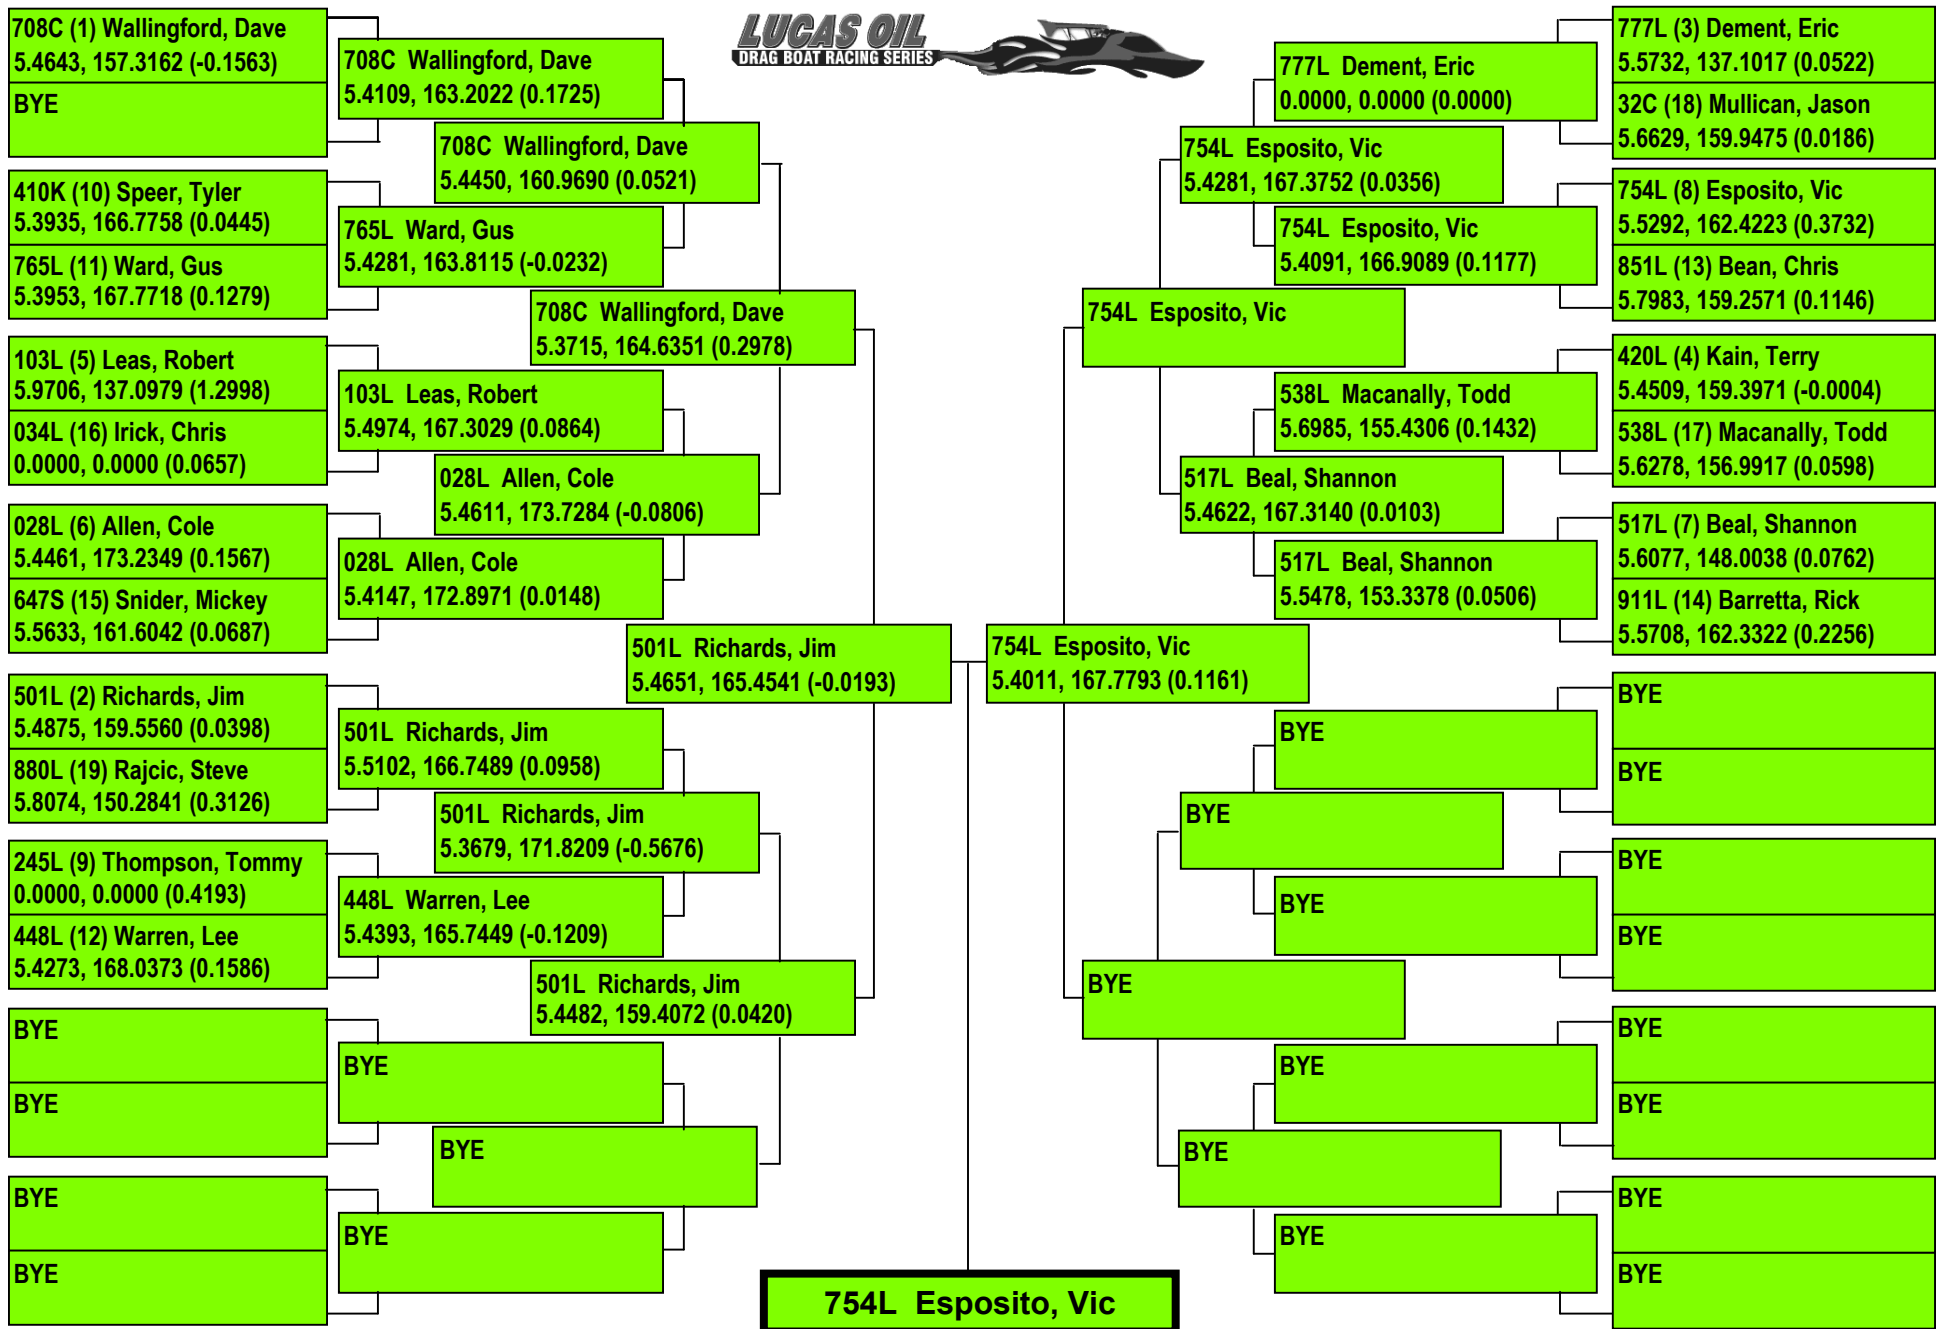 LUCAS OIL
DRAG BOAT RACING SERIES
708C (1) Wallingford, Dave
5.4643, 157.3162 (-0.1563)
BYE
410K (10) Speer, Tyler
5.3935, 166.7758 (0.0445)
765L (11) Ward, Gus
5.3953, 167.7718 (0.1279)
103L (5) Leas, Robert
5.9706, 137.0979 (1.2998)
034L (16) Irick, Chris
0.0000, 0.0000 (0.0657)
028L (6) Allen, Cole
5.4461, 173.2349 (0.1567)
647S (15) Snider, Mickey
5.5633, 161.6042 (0.0687)
501L (2) Richards, Jim
5.4875, 159.5560 (0.0398)
880L (19) Rajcic, Steve
5.8074, 150.2841 (0.3126)
245L (9) Thompson, Tommy
0.0000, 0.0000 (0.4193)
448L (12) Warren, Lee
5.4273, 168.0373 (0.1586)
BYE
BYE
BYE
BYE
708C Wallingford, Dave
5.4109, 163.2022 (0.1725)
765L Ward, Gus
5.4281, 163.8115 (-0.0232)
103L Leas, Robert
5.4974, 167.3029 (0.0864)
028L Allen, Cole
5.4147, 172.8971 (0.0148)
501L Richards, Jim
5.5102, 166.7489 (0.0958)
448L Warren, Lee
5.4393, 165.7449 (-0.1209)
BYE
BYE
708C Wallingford, Dave
5.4450, 160.9690 (0.0521)
028L Allen, Cole
5.4611, 173.7284 (-0.0806)
501L Richards, Jim
5.3679, 171.8209 (-0.5676)
BYE
708C Wallingford, Dave
5.3715, 164.6351 (0.2978)
501L Richards, Jim
5.4482, 159.4072 (0.0420)
501L Richards, Jim
5.4651, 165.4541 (-0.0193)
754L Esposito, Vic
5.4011, 167.7793 (0.1161)
754L Esposito, Vic
BYE
754L Esposito, Vic
5.4281, 167.3752 (0.0356)
517L Beal, Shannon
5.4622, 167.3140 (0.0103)
BYE
BYE
777L Dement, Eric
0.0000, 0.0000 (0.0000)
754L Esposito, Vic
5.4091, 166.9089 (0.1177)
538L Macanally, Todd
5.6985, 155.4306 (0.1432)
517L Beal, Shannon
5.5478, 153.3378 (0.0506)
BYE
BYE
BYE
BYE
777L (3) Dement, Eric
5.5732, 137.1017 (0.0522)
32C (18) Mullican, Jason
5.6629, 159.9475 (0.0186)
754L (8) Esposito, Vic
5.5292, 162.4223 (0.3732)
851L (13) Bean, Chris
5.7983, 159.2571 (0.1146)
420L (4) Kain, Terry
5.4509, 159.3971 (-0.0004)
538L (17) Macanally, Todd
5.6278, 156.9917 (0.0598)
517L (7) Beal, Shannon
5.6077, 148.0038 (0.0762)
911L (14) Barretta, Rick
5.5708, 162.3322 (0.2256)
BYE
BYE
BYE
BYE
BYE
BYE
BYE
BYE
754L Esposito, Vic